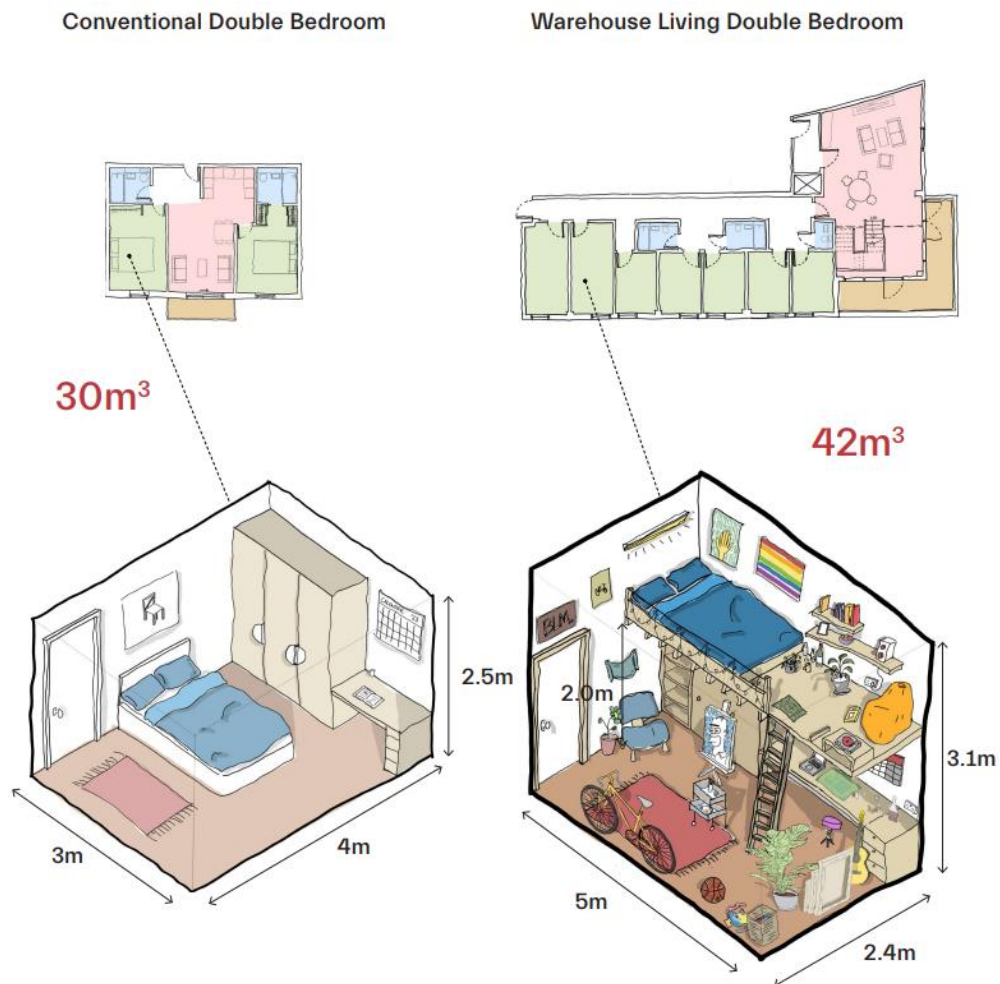 Conventional Double Bedroom
Warehouse Living Double Bedroom
30m³
42m³
BLM
2.5m
2.0m
3.1m
3m
4m
5m
2.4m